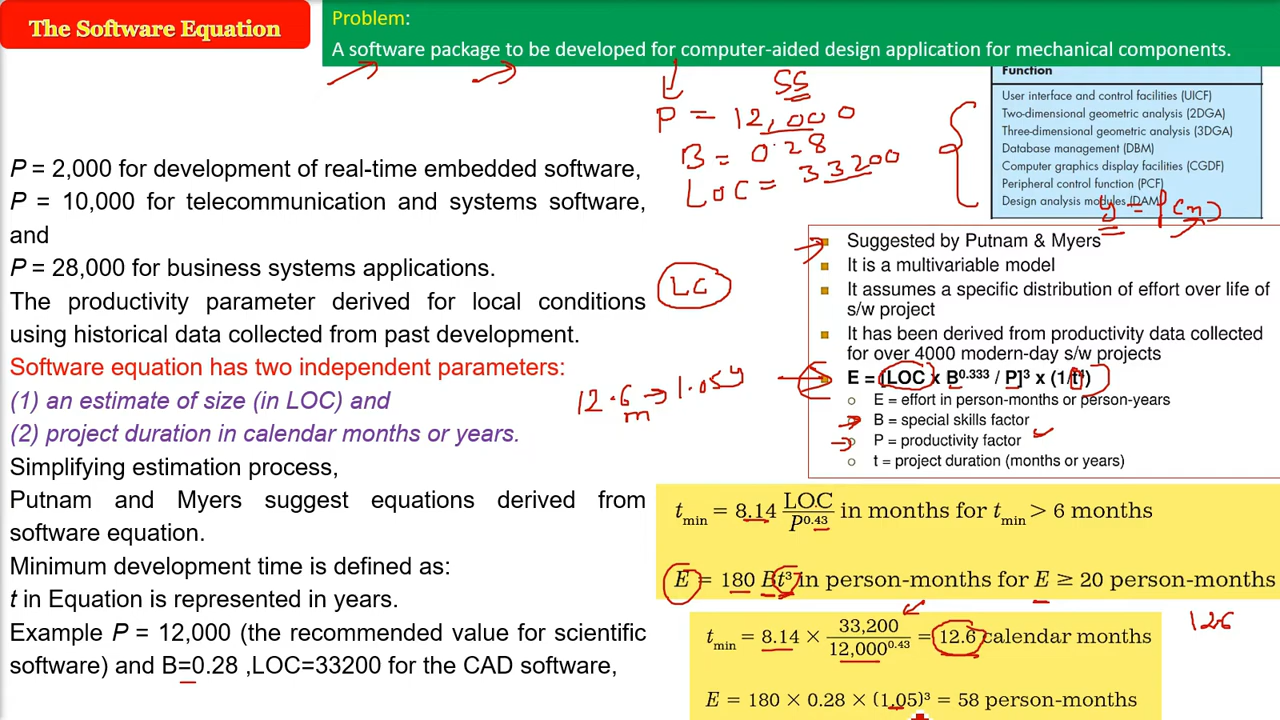 The Software Equation
Problem:
A software package to be developed for computer-aided design application for mechanical components.
SS
P = 12,000
B = 0.28
LOC = 33200
Function
User interface and control facilities (UICF)
Two-dimensional geometric analysis (2DGA)
Three-dimensional geometric analysis (3DGA)
Database management (DBM)
Computer graphics display facilities (CGDF)
Peripheral control function (PCF)
Design analysis modules (DAM)
P = 2,000 for development of real-time embedded software,
P = 10,000 for telecommunication and systems software,
and
P = 28,000 for business systems applications.
The productivity parameter derived for local conditions
using historical data collected from past development.
Software equation has two independent parameters:
(1) an estimate of size (in LOC) and
(2) project duration in calendar months or years.
Simplifying estimation process,
Putnam and Myers suggest equations derived from
software equation.
Minimum development time is defined as:
t in Equation is represented in years.
Example P = 12,000 (the recommended value for scientific
software) and B=0.28 ,LOC=33200 for the CAD software,
12.6 m → 1.05y
Suggested by Putnam & Myers
It is a multivariable model
It assumes a specific distribution of effort over life of
s/w project
It has been derived from productivity data collected
for over 4000 modern-day s/w projects
E = [LOC x B^0.333 / P]^3 x (1/t^4)
E = effort in person-months or person-years
B = special skills factor
P = productivity factor
t = project duration (months or years)
t_min = 8.14 LOC / P^0.43 in months for t_min > 6 months
E = 180 Bt³ in person-months for E ≥ 20 person-months
t_min = 8.14 × 33,200 / 12,000^0.43 = 12.6 calendar months
E = 180 × 0.28 × (1.05)³ = 58 person-months